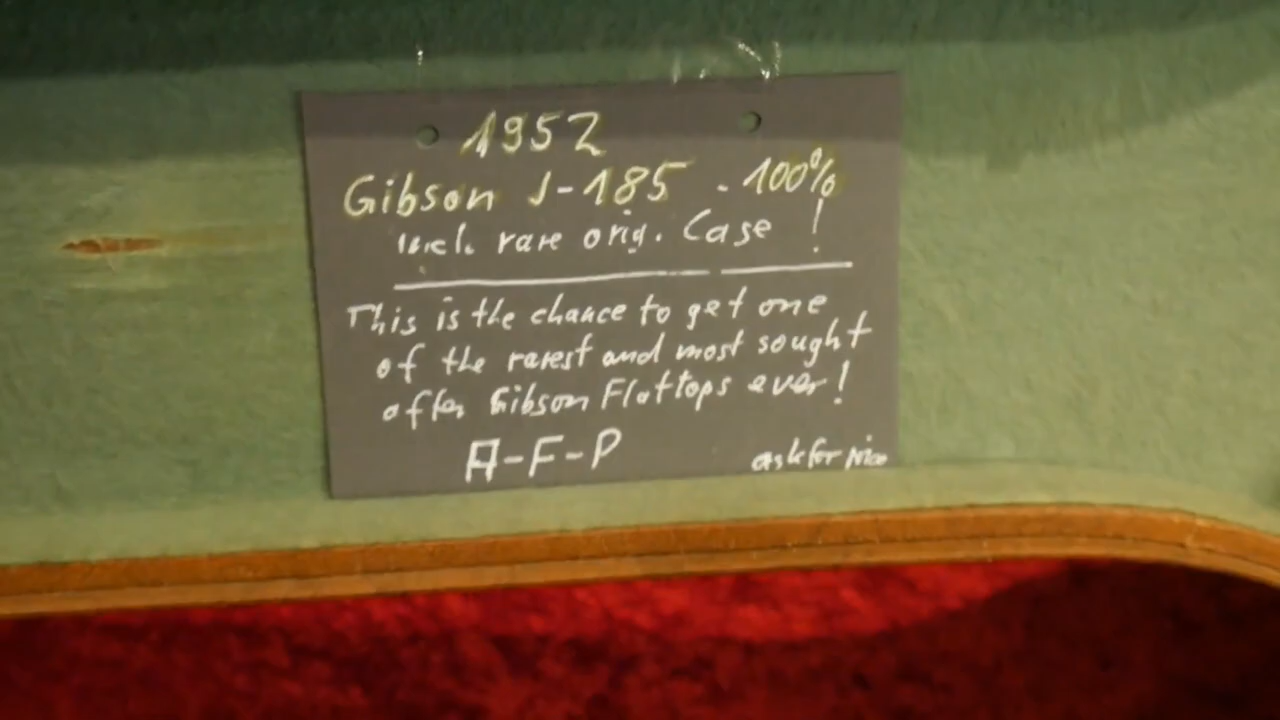 1952
Gibson J-185 - 100%
incl. rare orig. Case !
This is the chance to get one
of the rarest and most sought
after Gibson Flattops ever!
A-F-P
ask for price